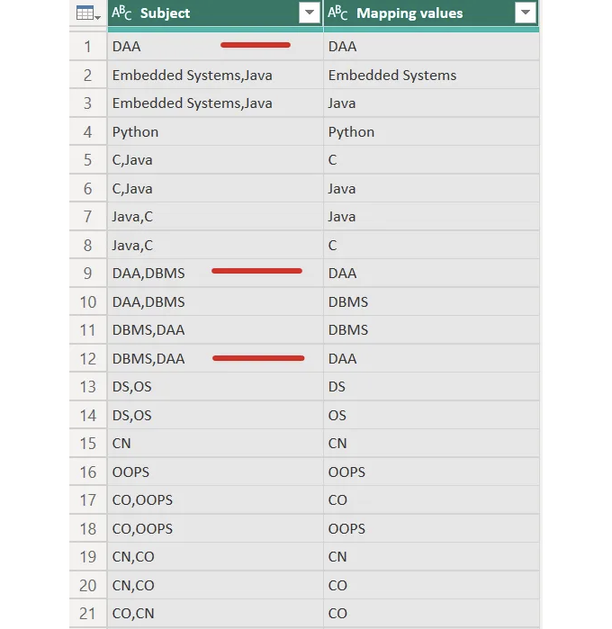 ABC Subject ABC Mapping values
1 DAA DAA
2 Embedded Systems,Java Embedded Systems
3 Embedded Systems,Java Java
4 Python Python
5 C,Java C
6 C,Java Java
7 Java,C Java
8 Java,C C
9 DAA,DBMS DAA
10 DAA,DBMS DBMS
11 DBMS,DAA DBMS
12 DBMS,DAA DAA
13 DS,OS DS
14 DS,OS OS
15 CN CN
16 OOPS OOPS
17 CO,OOPS CO
18 CO,OOPS OOPS
19 CN,CO CN
20 CN,CO CO
21 CO,CN CO